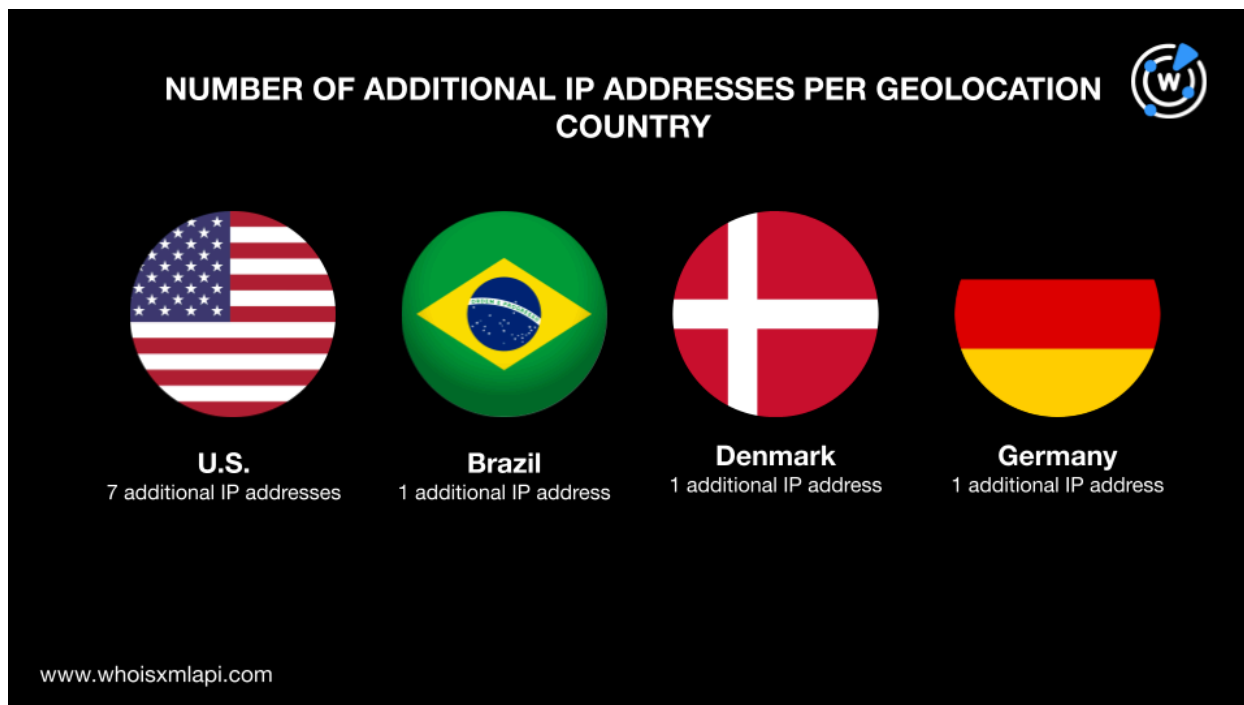 NUMBER OF ADDITIONAL IP ADDRESSES PER GEOLOCATION
COUNTRY
W
U.S.
7 additional IP addresses
Brazil
1 additional IP address
Denmark
1 additional IP address
Germany
1 additional IP address
www.whoisxmlapi.com